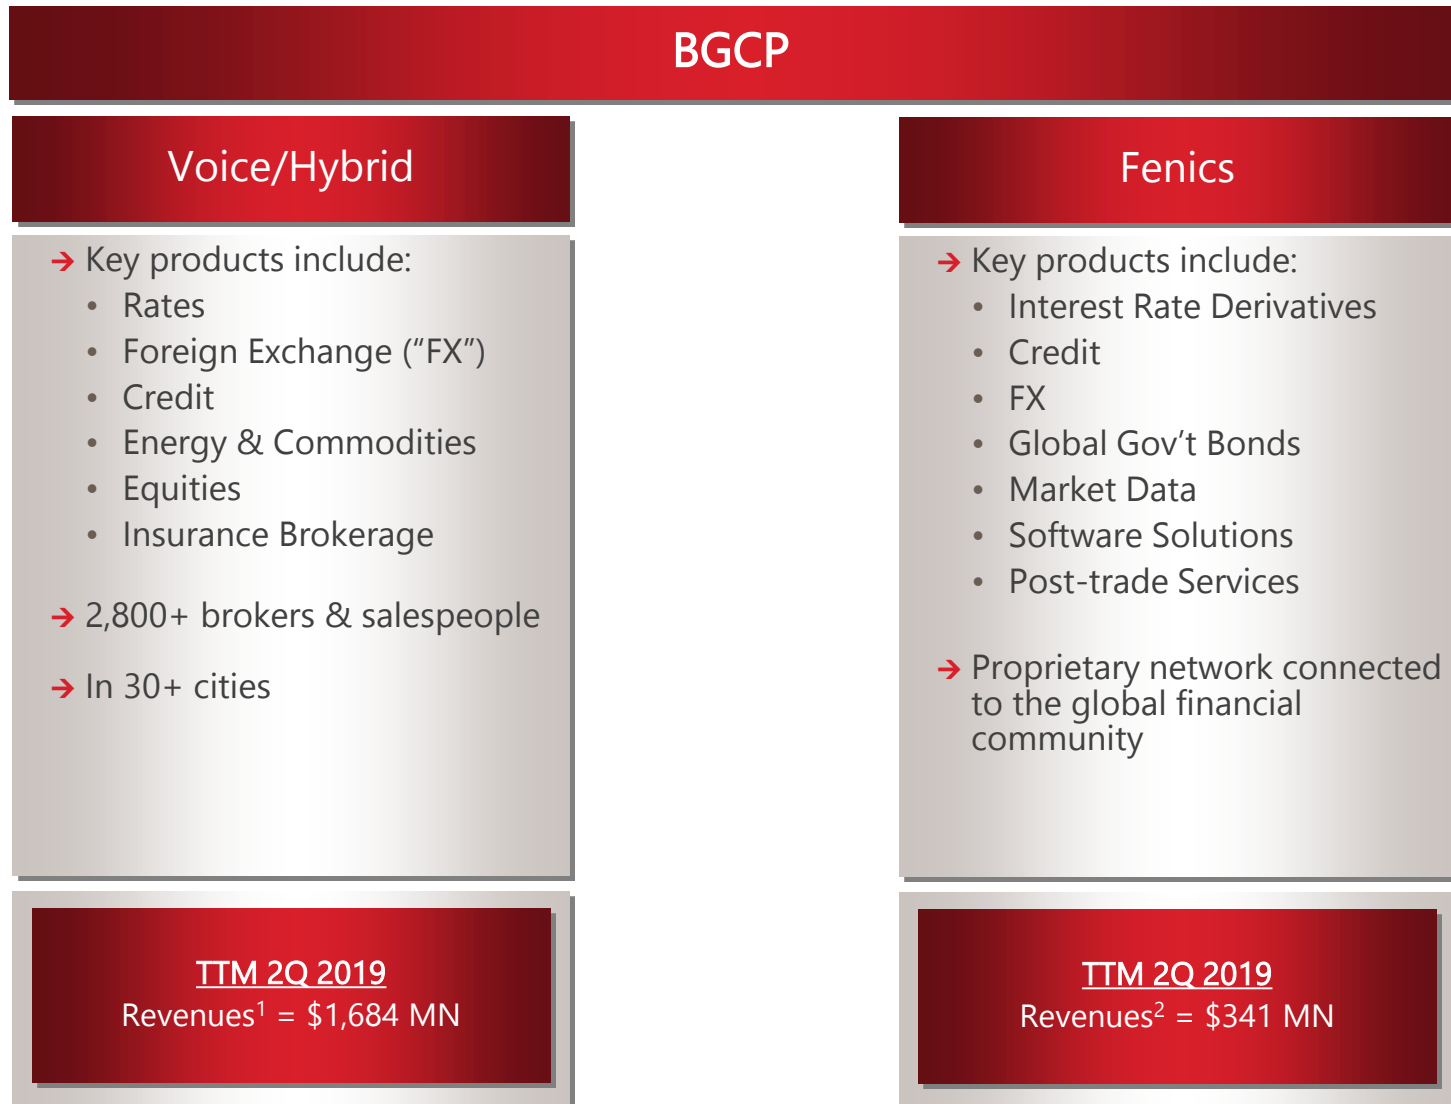 BGCP
Voice/Hybrid
➔ Key products include:
• Rates
• Foreign Exchange (“FX”)
• Credit
• Energy & Commodities
• Equities
• Insurance Brokerage
➔ 2,800+ brokers & salespeople
➔ In 30+ cities
TTM 2Q 2019
Revenues¹ = $1,684 MN
Fenics
➔ Key products include:
• Interest Rate Derivatives
• Credit
• FX
• Global Gov’t Bonds
• Market Data
• Software Solutions
• Post-trade Services
➔ Proprietary network connected
to the global financial
community
TTM 2Q 2019
Revenues² = $341 MN